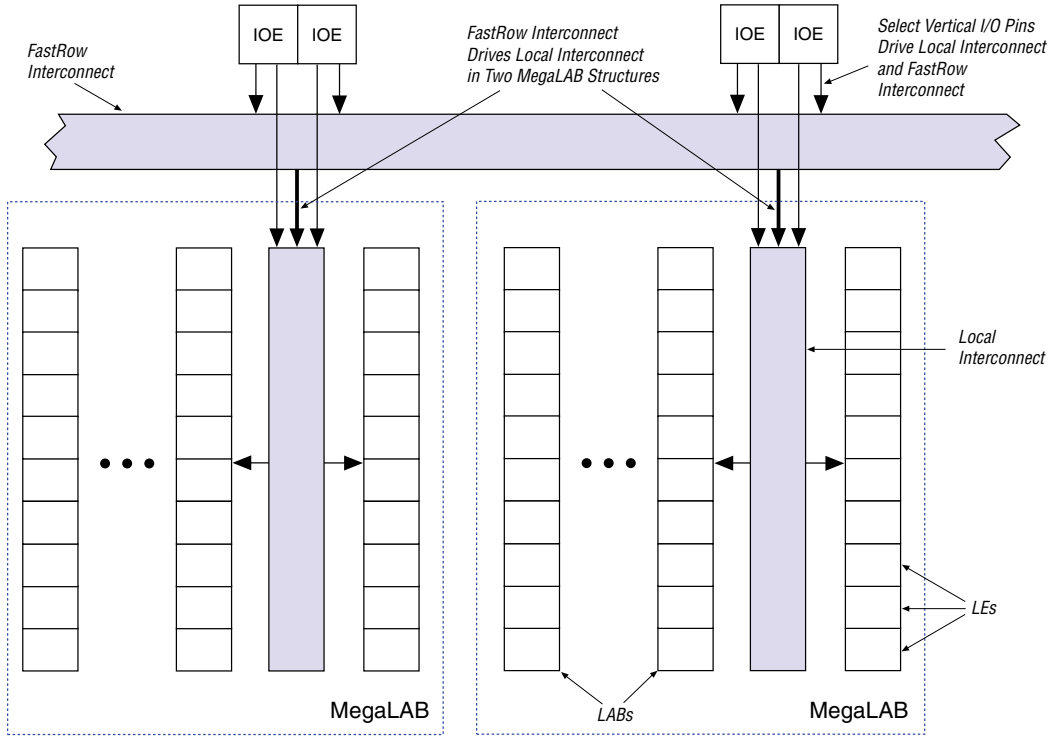 IOE IOE
IOE IOE
FastRow
Interconnect
FastRow Interconnect
Drives Local Interconnect
in Two MegaLAB Structures
Select Vertical I/O Pins
Drive Local Interconnect
and FastRow
Interconnect
Local
Interconnect
LEs
LABs
MegaLAB
MegaLAB